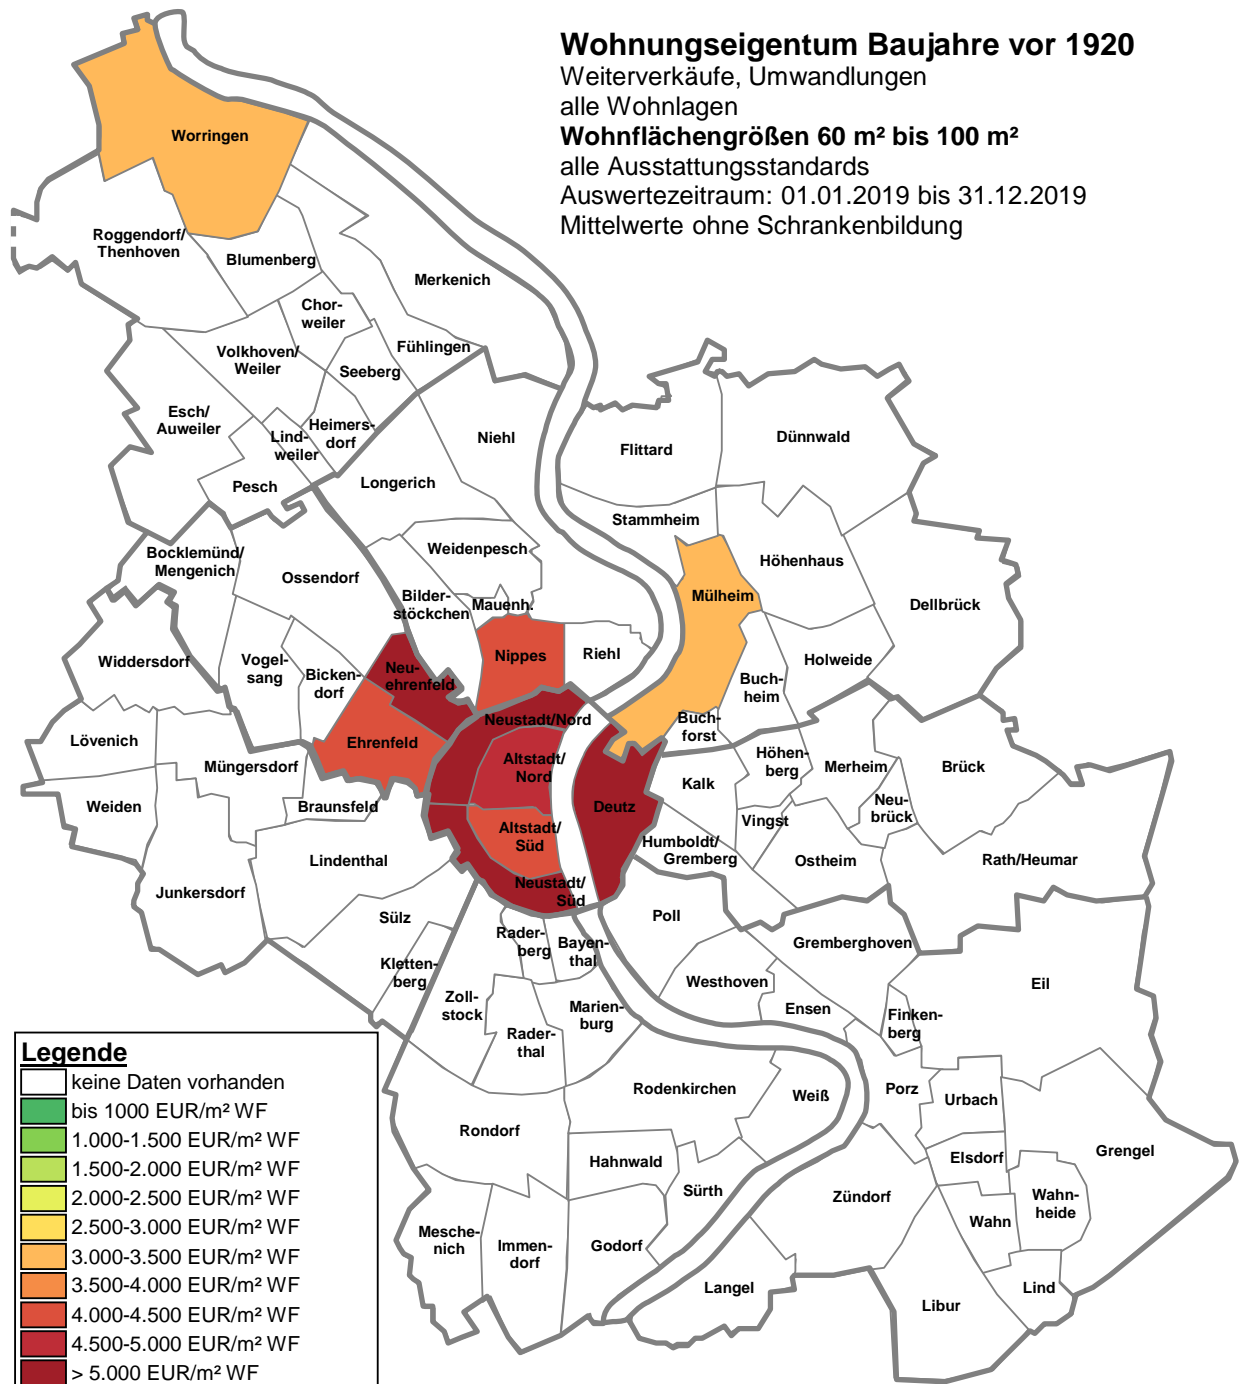 Wohnungseigentum Baujahre vor 1920
Weiterverkäufe, Umwandlungen
alle Wohnlagen
Wohnflächengrößen 60 m² bis 100 m²
alle Ausstattungsstandards
Auswertezeitraum: 01.01.2019 bis 31.12.2019
Mittelwerte ohne Schrankenbildung
Worringen
Roggendorf/
Thenhoven
Blumenberg
Merkenich
Chor-
weiler
Fühlingen
Volkhoven/
Weiler
Seeberg
Esch/
Auweiler
Heimers-
dorf
Lind-
weiler
Pesch
Niehl
Longerich
Flittard
Dünnwald
Stammheim
Höhenhaus
Weidenpesch
Bocklemünd/
Mengenich
Ossendorf
Bilder-
stöckchen
Mauenh.
Mülheim
Dellbrück
Widdersdorf
Vogel-
sang
Bicken-
dorf
Neu-
ehrenfeld
Nippes
Riehl
Holweide
Buch-
heim
Neustadt/Nord
Buch-
forst
Lövenich
Müngersdorf
Ehrenfeld
Altstadt/
Nord
Höhen-
berg
Merheim
Brück
Weiden
Braunsfeld
Kalk
Deutz
Neu-
brück
Vingst
Altstadt/
Süd
Humboldt/
Gremberg
Ostheim
Rath/Heumar
Lindenthal
Junkersdorf
Neustadt/
Süd
Sülz
Poll
Rader-
berg
Bayen-
thal
Gremberghoven
Kletten-
berg
Westhoven
Eil
Zoll-
stock
Marien-
burg
Ensen
Finken-
berg
Rader-
thal
Rodenkirchen
Weiß
Porz
Urbach
Rondorf
Grengel
Hahnwald
Elsdorf
Sürth
Zündorf
Wahn-
heide
Wahn
Mesche-
nich
Immen-
dorf
Godorf
Langel
Lind
Libur
Legende
keine Daten vorhanden
bis 1000 EUR/m² WF
1.000-1.500 EUR/m² WF
1.500-2.000 EUR/m² WF
2.000-2.500 EUR/m² WF
2.500-3.000 EUR/m² WF
3.000-3.500 EUR/m² WF
3.500-4.000 EUR/m² WF
4.000-4.500 EUR/m² WF
4.500-5.000 EUR/m² WF
> 5.000 EUR/m² WF